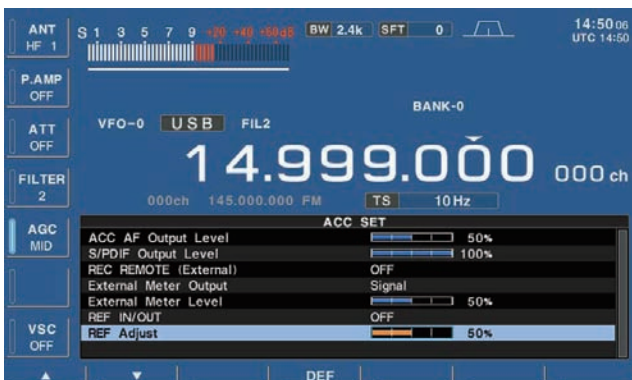 ANT
HF 1
S 1 3 5 7 9 +20 +40 +60dB
BW 2.4k SFT 0
14:50 06
UTC 14:50
P.AMP
OFF
BANK-0
VFO-0 USB FIL2
ATT
OFF
14.999.000 000 ch
FILTER
2
000ch 145.000.000 FM
TS 10Hz
AGC
MID
ACC SET
ACC AF Output Level 50%
S/PDIF Output Level 100%
REC REMOTE (External) OFF
External Meter Output Signal
External Meter Level 50%
REF IN/OUT OFF
REF Adjust 50%
VSC
OFF
▲ ▼ DEF